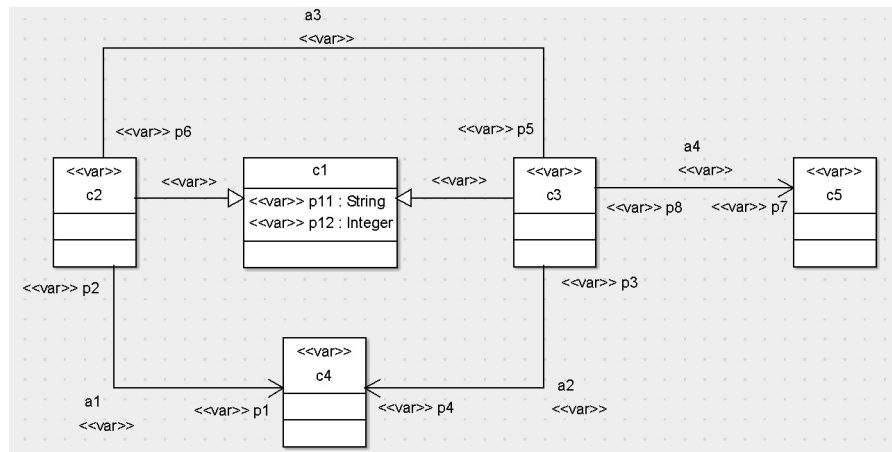 a3
<<var>>
<<var>> p6
<<var>> p5
a4
<<var>>
<<var>>
c2
<<var>>
c1
<<var>> p11 : String
<<var>> p12 : Integer
<<var>>
<<var>>
c3
<<var>> p8
<<var>> p7
<<var>>
c5
<<var>> p2
<<var>> p3
<<var>>
c4
a1
<<var>>
<<var>> p1
<<var>> p4
a2
<<var>>